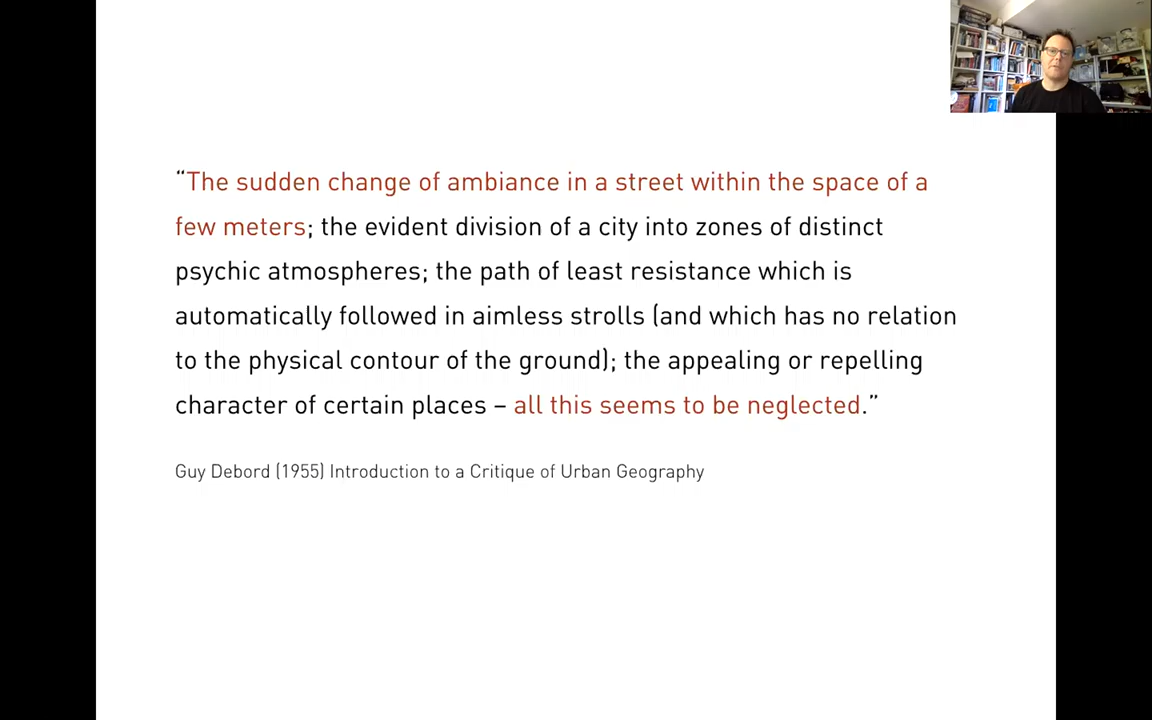 “The sudden change of ambiance in a street within the space of a
few meters; the evident division of a city into zones of distinct
psychic atmospheres; the path of least resistance which is
automatically followed in aimless strolls (and which has no relation
to the physical contour of the ground); the appealing or repelling
character of certain places – all this seems to be neglected.”
Guy Debord (1955) Introduction to a Critique of Urban Geography